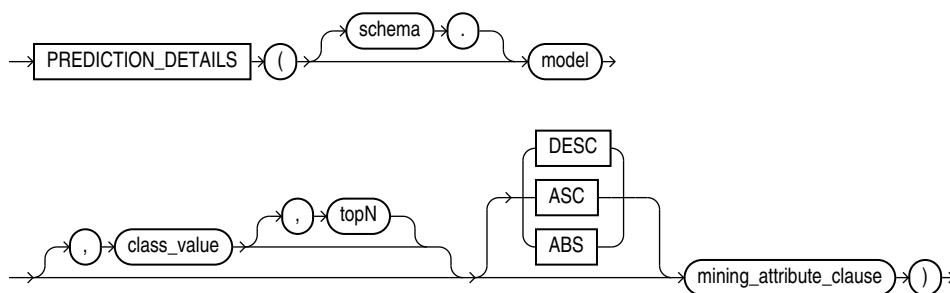 schema .
PREDICTION_DETAILS ( model
DESC
, topN ASC
, class_value ABS
mining_attribute_clause )